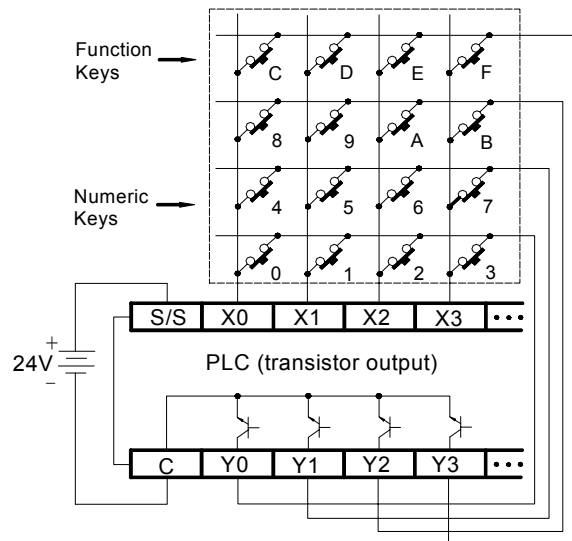 Function
Keys
C D E F
8 9 A B
Numeric
Keys
4 5 6 7
0 1 2 3
S/S X0 X1 X2 X3 •••
+
24V
−
PLC (transistor output)
C Y0 Y1 Y2 Y3 •••